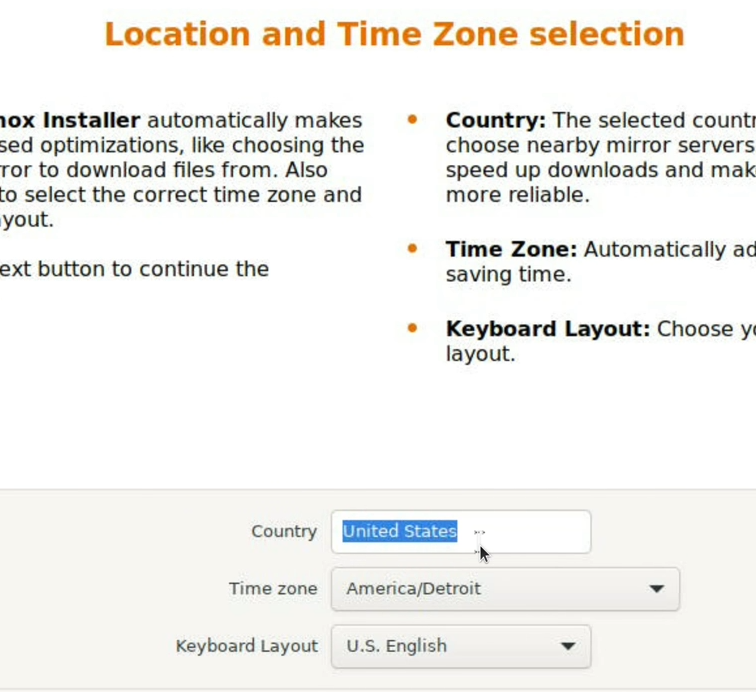 Location and Time Zone selection
nox Installer automatically makes
sed optimizations, like choosing the
ror to download files from. Also
to select the correct time zone and
yout.
ext button to continue the
• Country: The selected countr
choose nearby mirror servers
speed up downloads and mak
more reliable.
• Time Zone: Automatically ad
saving time.
• Keyboard Layout: Choose yo
layout.
Country United States
Time zone America/Detroit
Keyboard Layout U.S. English